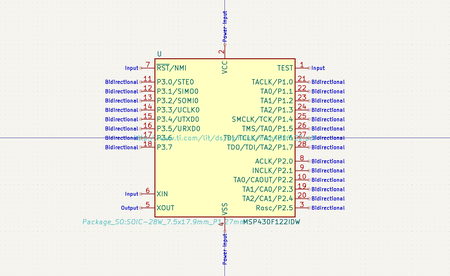 Power Input
2
U
VCC
Input 7 RST/NMI
TEST 1 Input
Bidirectional 11 P3.0/STE0
TACLK/P1.0 21 Bidirectional
Bidirectional 12 P3.1/SIMO0
TA0/P1.1 22 Bidirectional
Bidirectional 13 P3.2/SOMI0
TA1/P1.2 23 Bidirectional
Bidirectional 14 P3.3/UCLK0
TA2/P1.3 24 Bidirectional
Bidirectional 15 P3.4/UTXD0
SMCLK/TCK/P1.4 25 Bidirectional
Bidirectional 16 P3.5/URXD0
TMS/TA0/P1.5 26 Bidirectional
Bidirectional 17 P3.6
TDI/TCLK/TA1/P1.6 27 Bidirectional
Bidirectional 18 P3.7
TDO/TDI/TA2/P1.7 28 Bidirectional
ACLK/P2.0 8 Bidirectional
INCLK/P2.1 9 Bidirectional
TA0/CAOUT/P2.2 10 Bidirectional
TA1/CA0/P2.3 19 Bidirectional
Input 6 XIN
TA2/CA1/P2.4 20 Bidirectional
Output 5 XOUT
Rosc/P2.5 3 Bidirectional
VSS
Package_SO:SOIC-28W_7.5x17.9mm_P1.27mm
MSP430F122IDW
4
Power Input